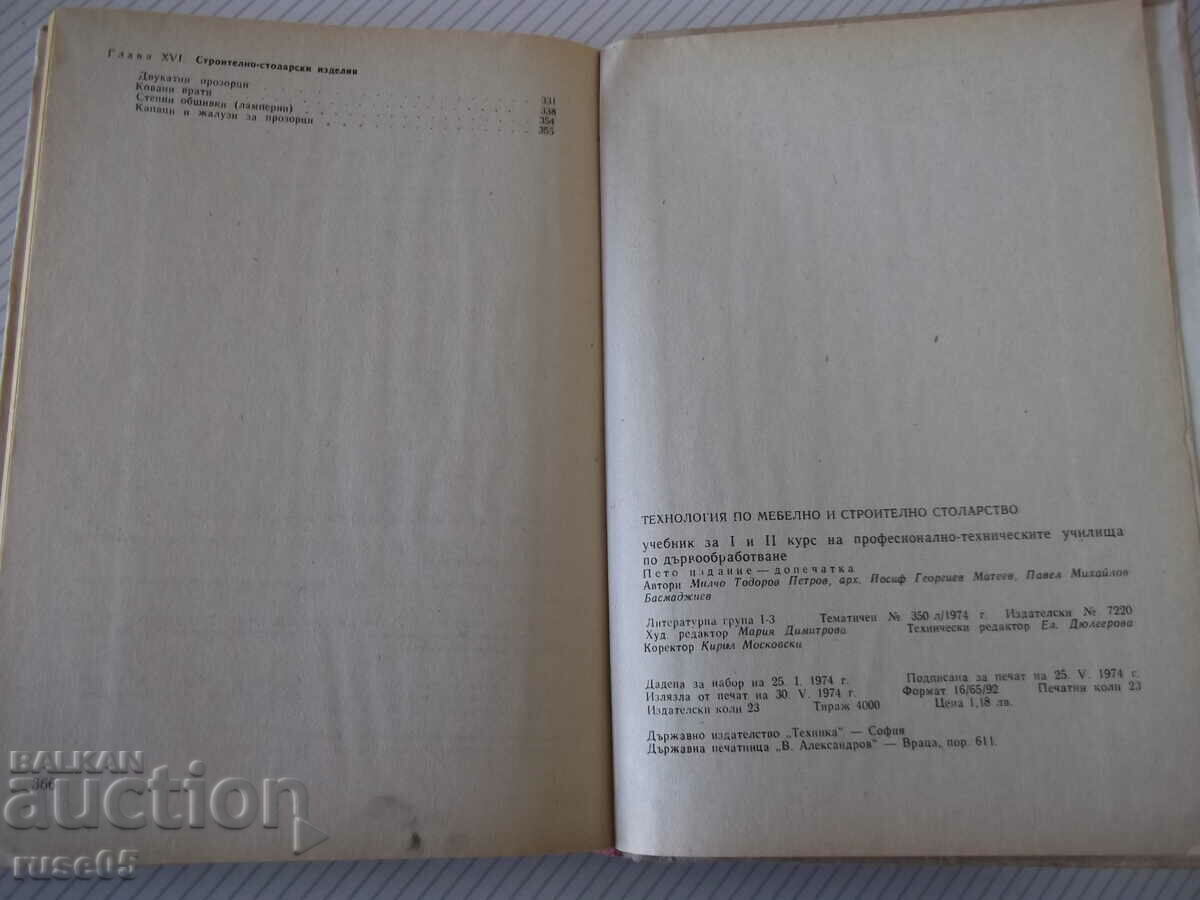 Глава XVI. Строително-столарски изделия
Двукатни прозорци . . . . . . . . . . . . 331
Ковани врати . . . . . . . . . . . . 338
Стенни обшивки (ламперии) . . . . . . . . . . . . 354
Капаци и жалузи за прозорци . . . . . . . . . . . . 355
366
ТЕХНОЛОГИЯ ПО МЕБЕЛНО И СТРОИТЕЛНО СТОЛАРСТВО
учебник за I и II курс на професионално-техническите училища
по дървообработване
Пето издание — допечатка
Автори Милчо Тодоров Петров, арх. Иосиф Георгиев Матеев, Павел Михайлов
Басмаджиев
Литературна група I-3 Тематичен № 350 л/1974 г. Издателски № 7220
Худ. редактор Мария Димитрова Технически редактор Ел. Дюлгерова
Коректор Кирил Московски
Дадена за набор на 25. I. 1974 г. Подписана за печат на 25. V. 1974 г.
Излязла от печат на 30. V. 1974 г. Формат 16/65/92 Печатни коли 23
Издателски коли 23 Тираж 4000 Цена 1,18 лв.
Държавно издателство „Техника" — София
Държавна печатница „В. Александров" — Враца, пор. 611.
BALKAN
auction
ruse05